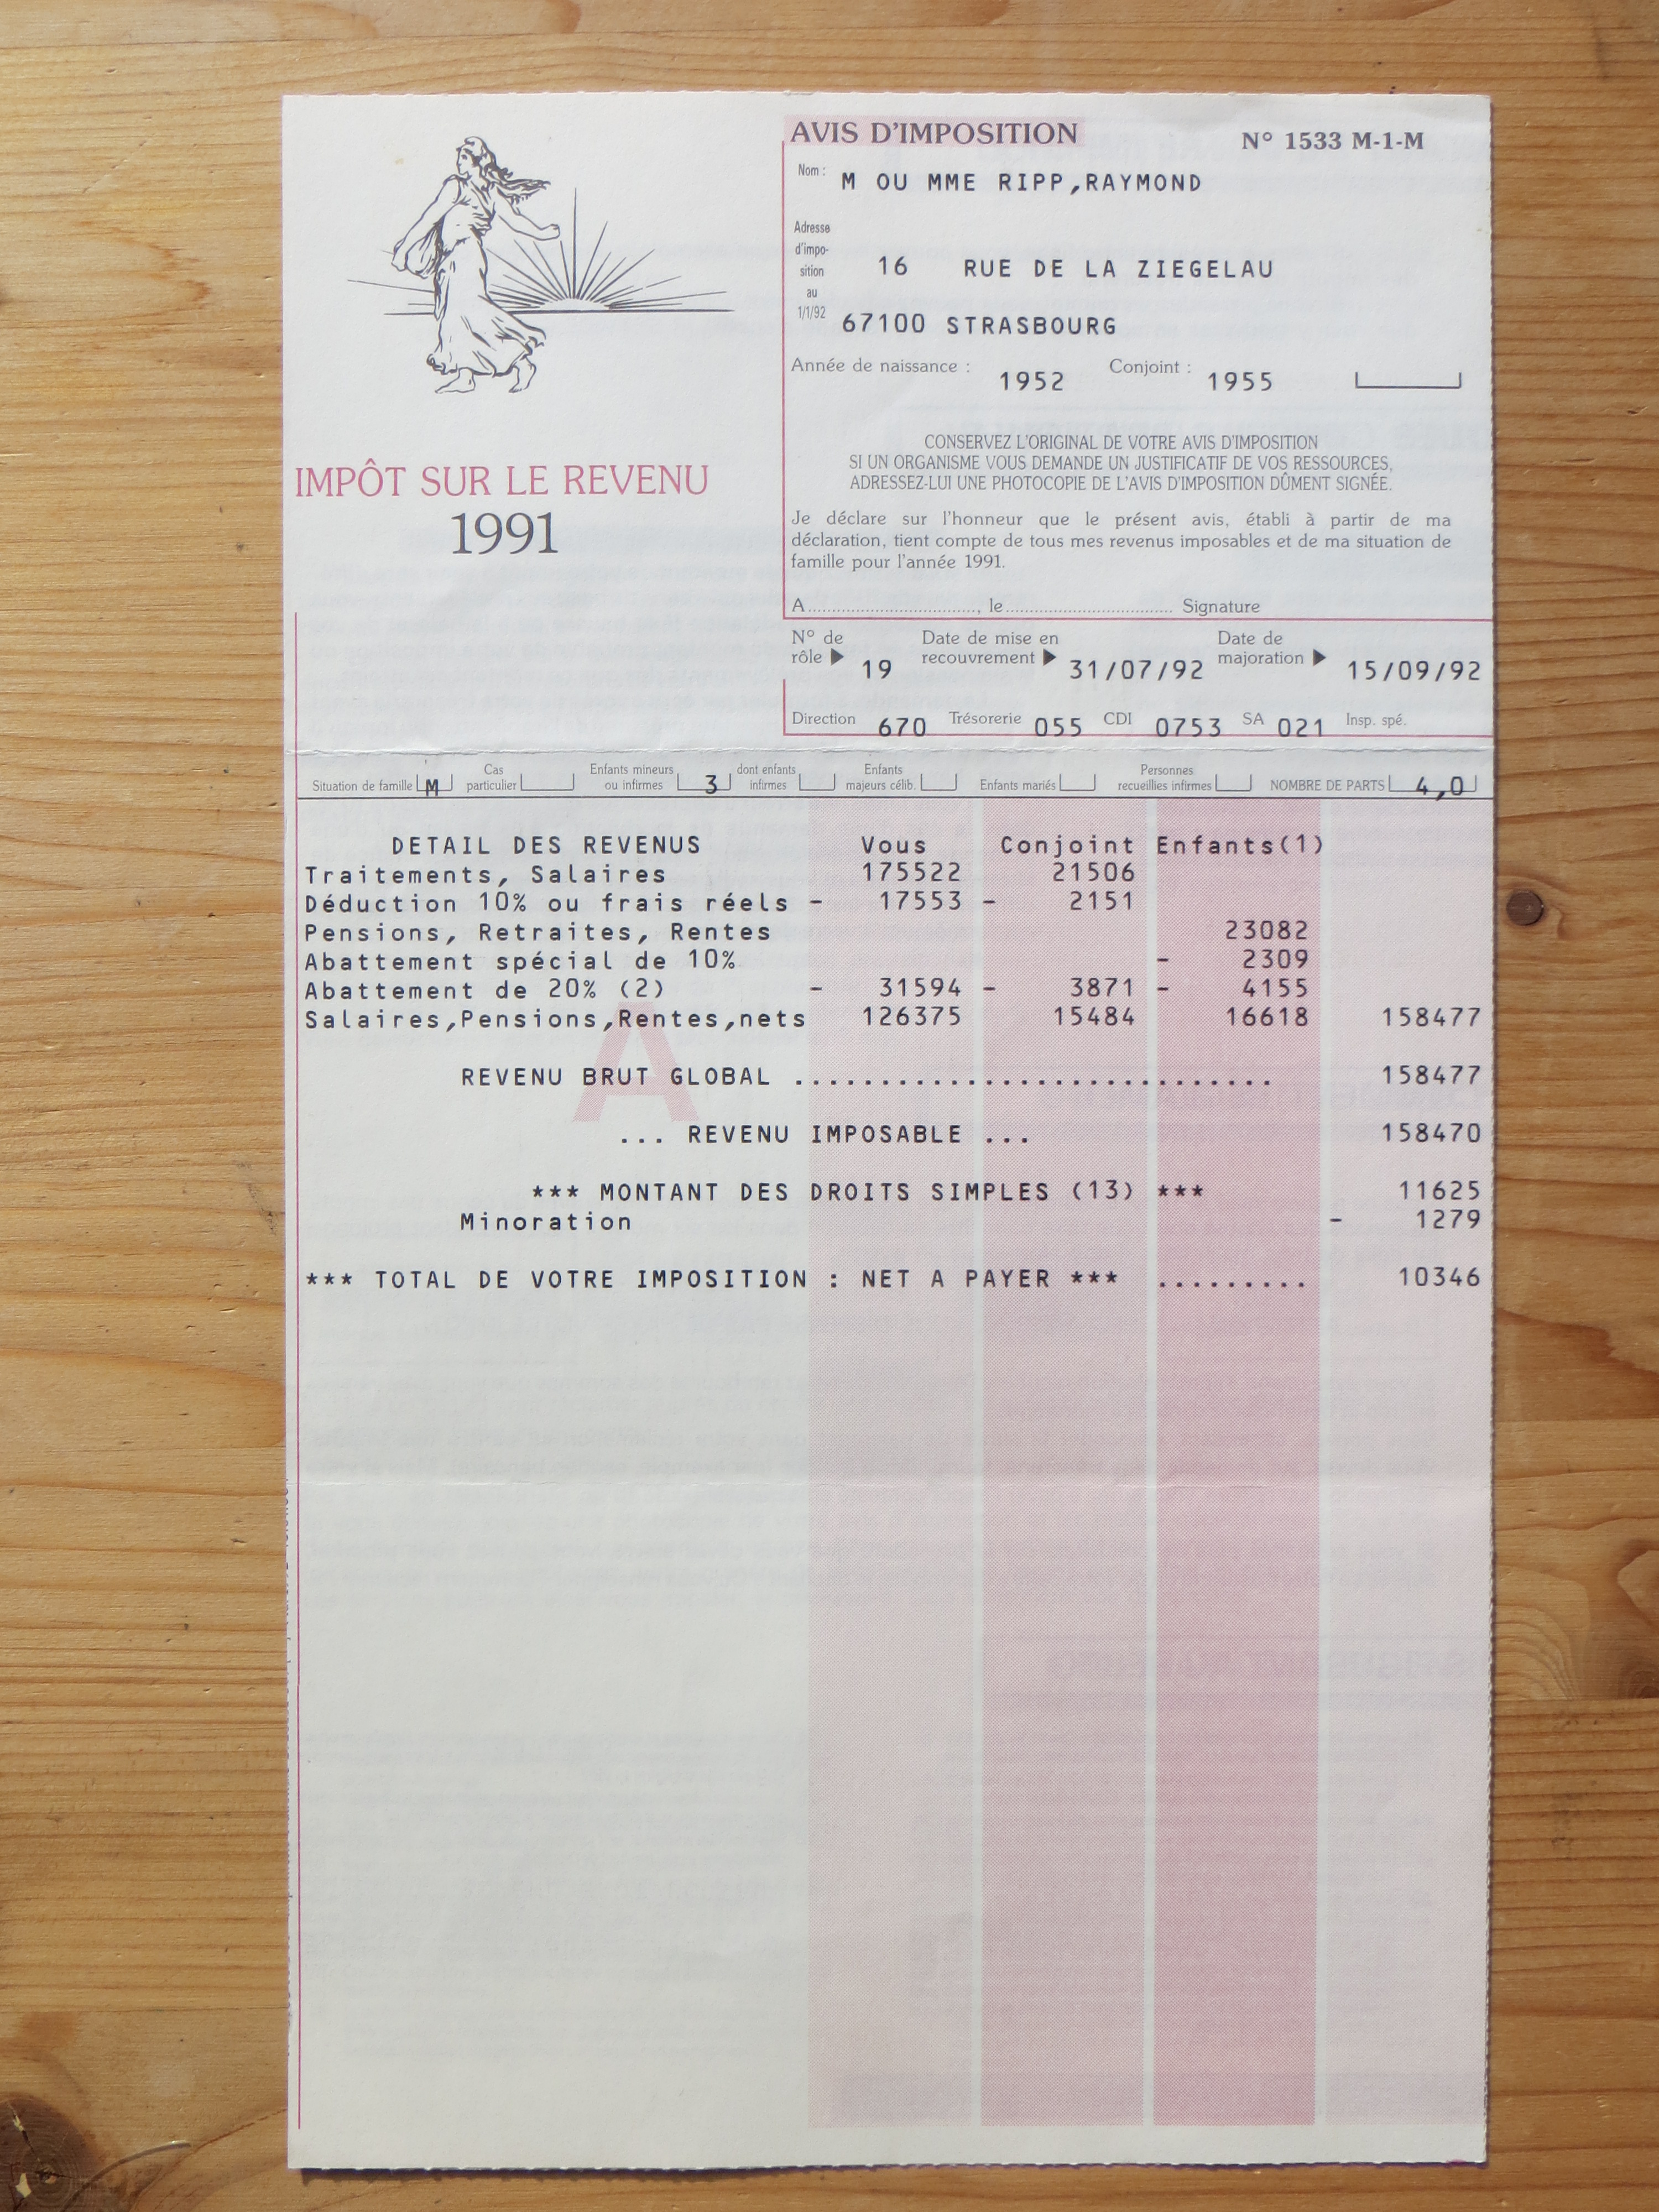 AVIS D'IMPOSITION N° 1533 M-1-M
Nom : M OU MME RIPP,RAYMOND
Adresse
d'impo-
sition 16 RUE DE LA ZIEGELAU
au
1/1/92 67100 STRASBOURG
Année de naissance : 1952 Conjoint : 1955
CONSERVEZ L'ORIGINAL DE VOTRE AVIS D'IMPOSITION
SI UN ORGANISME VOUS DEMANDE UN JUSTIFICATIF DE VOS RESSOURCES,
ADRESSEZ-LUI UNE PHOTOCOPIE DE L'AVIS D'IMPOSITION DÛMENT SIGNÉE.
IMPÔT SUR LE REVENU
1991
Je déclare sur l'honneur que le présent avis, établi à partir de ma
déclaration, tient compte de tous mes revenus imposables et de ma situation de
famille pour l'année 1991.
A ............................., le ............................. Signature
N° de Date de mise en Date de
rôle ▶ 19 recouvrement ▶ 31/07/92 majoration ▶ 15/09/92
Direction 670 Trésorerie 055 CDI 0753 SA 021 Insp. spé.
Cas Enfants mineurs dont enfants Enfants Personnes
Situation de famille M particulier ou infirmes 3 infirmes majeurs célib. Enfants mariés recueillies infirmes NOMBRE DE PARTS 4,0
DETAIL DES REVENUS Vous Conjoint Enfants(1)
Traitements, Salaires 175522 21506
Déduction 10% ou frais réels - 17553 - 2151
Pensions, Retraites, Rentes 23082
Abattement spécial de 10% - 2309
Abattement de 20% (2) - 31594 - 3871 - 4155
Salaires,Pensions,Rentes,nets 126375 15484 16618 158477
A
REVENU BRUT GLOBAL ............................ 158477
... REVENU IMPOSABLE ... 158470
*** MONTANT DES DROITS SIMPLES (13) *** 11625
Minoration - 1279
*** TOTAL DE VOTRE IMPOSITION : NET A PAYER *** ......... 10346